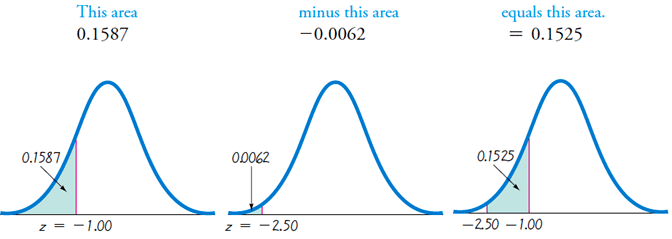 This area
0.1587
minus this area
−0.0062
equals this area.
= 0.1525
0.1587
z = −1.00
0.0062
z = −2.50
0.1525
−2.50 −1.00